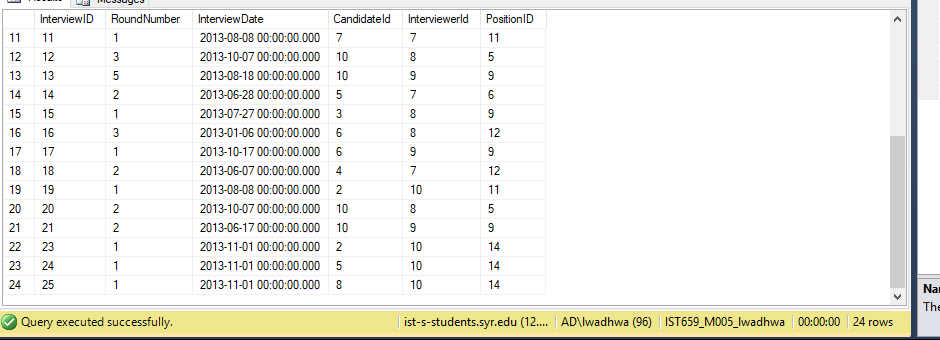 Results Messages
InterviewID RoundNumber InterviewDate CandidateId InterviewerId PositionID
11 11 1 2013-08-08 00:00:00.000 7 7 11
12 12 3 2013-10-07 00:00:00.000 10 8 5
13 13 5 2013-08-18 00:00:00.000 10 9 9
14 14 2 2013-06-28 00:00:00.000 5 7 6
15 15 1 2013-07-27 00:00:00.000 3 8 9
16 16 3 2013-01-06 00:00:00.000 6 8 12
17 17 1 2013-10-17 00:00:00.000 6 9 9
18 18 2 2013-06-07 00:00:00.000 4 7 12
19 19 1 2013-08-08 00:00:00.000 2 10 11
20 20 2 2013-10-07 00:00:00.000 10 8 5
21 21 2 2013-06-17 00:00:00.000 10 9 9
22 23 1 2013-11-01 00:00:00.000 2 10 14
23 24 1 2013-11-01 00:00:00.000 5 10 14
24 25 1 2013-11-01 00:00:00.000 8 10 14
Nar
The
Query executed successfully. ist-s-students.syr.edu (12.... AD\lwadhwa (96) IST659_M005_lwadhwa 00:00:00 24 rows